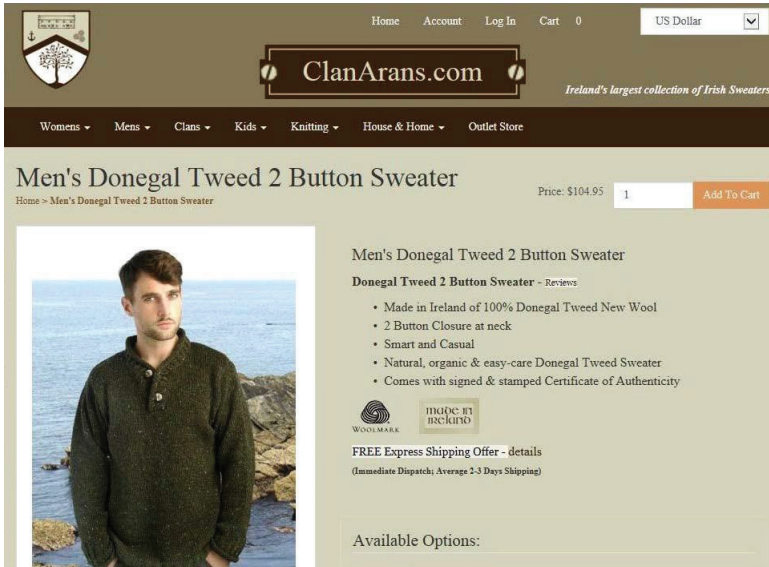 Home Account Log In Cart 0 US Dollar
ClanArans.com
Ireland's largest collection of Irish Sweaters
Womens Mens Clans Kids Knitting House & Home Outlet Store
Men's Donegal Tweed 2 Button Sweater
Home > Men's Donegal Tweed 2 Button Sweater
Price: $104.95 1 Add To Cart
Men's Donegal Tweed 2 Button Sweater
Donegal Tweed 2 Button Sweater - Reviews
• Made in Ireland of 100% Donegal Tweed New Wool
• 2 Button Closure at neck
• Smart and Casual
• Natural, organic & easy-care Donegal Tweed Sweater
• Comes with signed & stamped Certificate of Authenticity
WOOLMARK
made in
ireland
FREE Express Shipping Offer - details
(Immediate Dispatch; Average 2-3 Days Shipping)
Available Options: